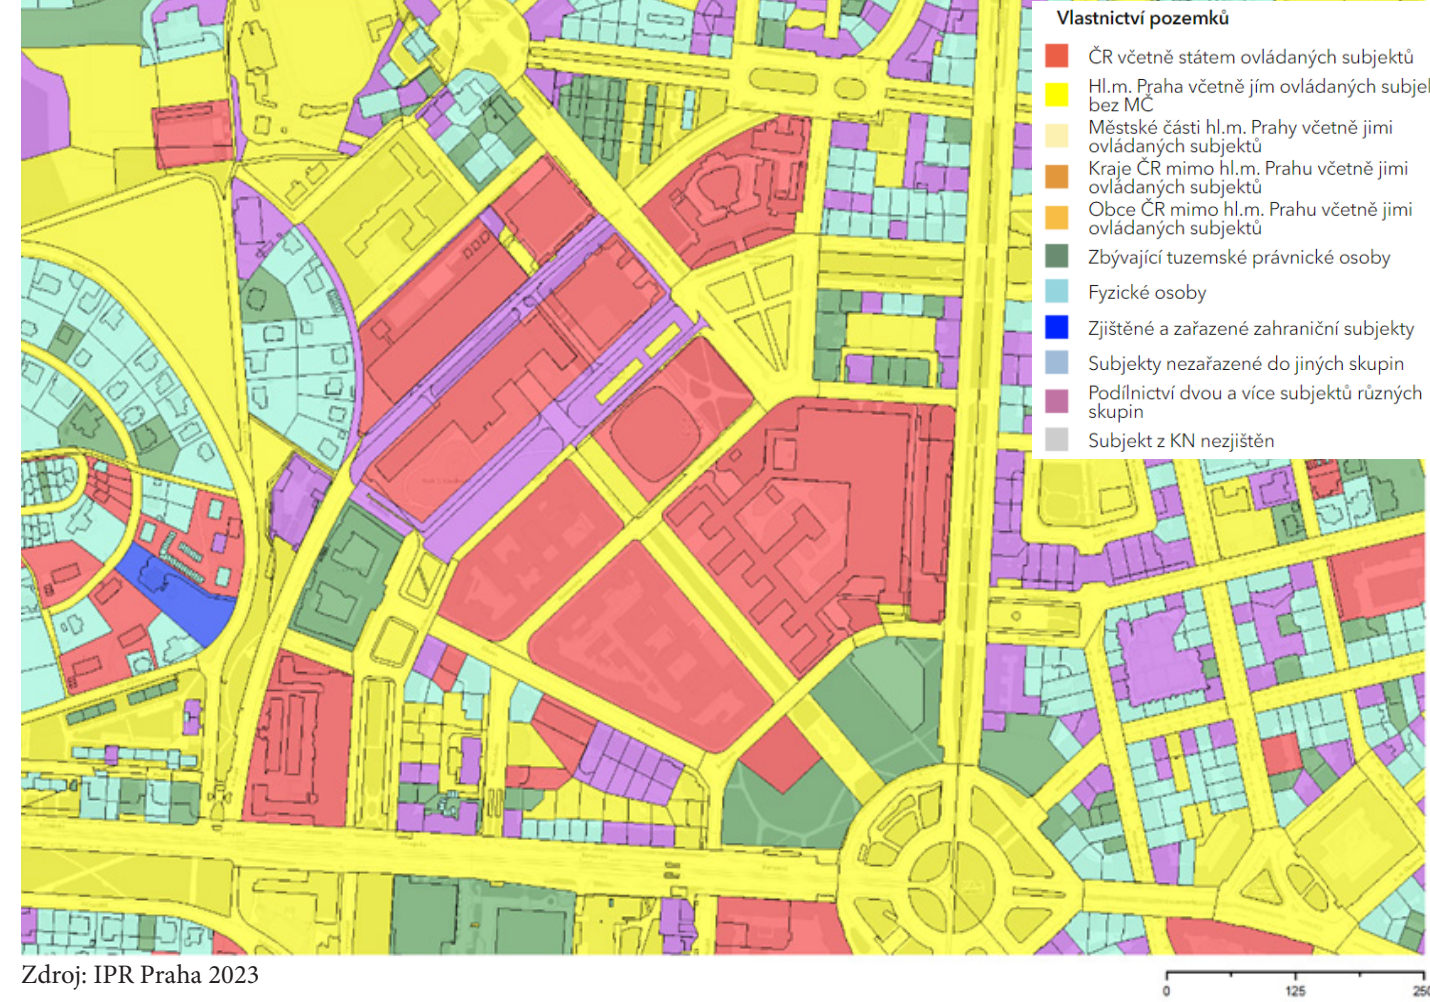 Vlastnictví pozemků
ČR včetně státem ovládaných subjektů
Hl.m. Praha včetně jím ovládaných subje
bez MČ
Městské části hl.m. Prahy včetně jimi
ovládaných subjektů
Kraje ČR mimo hl.m. Prahu včetně jimi
ovládaných subjektů
Obce ČR mimo hl.m. Prahu včetně jimi
ovládaných subjektů
Zbývající tuzemské právnické osoby
Fyzické osoby
Zjištěné a zařazené zahraniční subjekty
Subjekty nezařazené do jiných skupin
Podílnictví dvou a více subjektů různých
skupin
Subjekt z KN nezjištěn
Zdroj: IPR Praha 2023
0 125 250